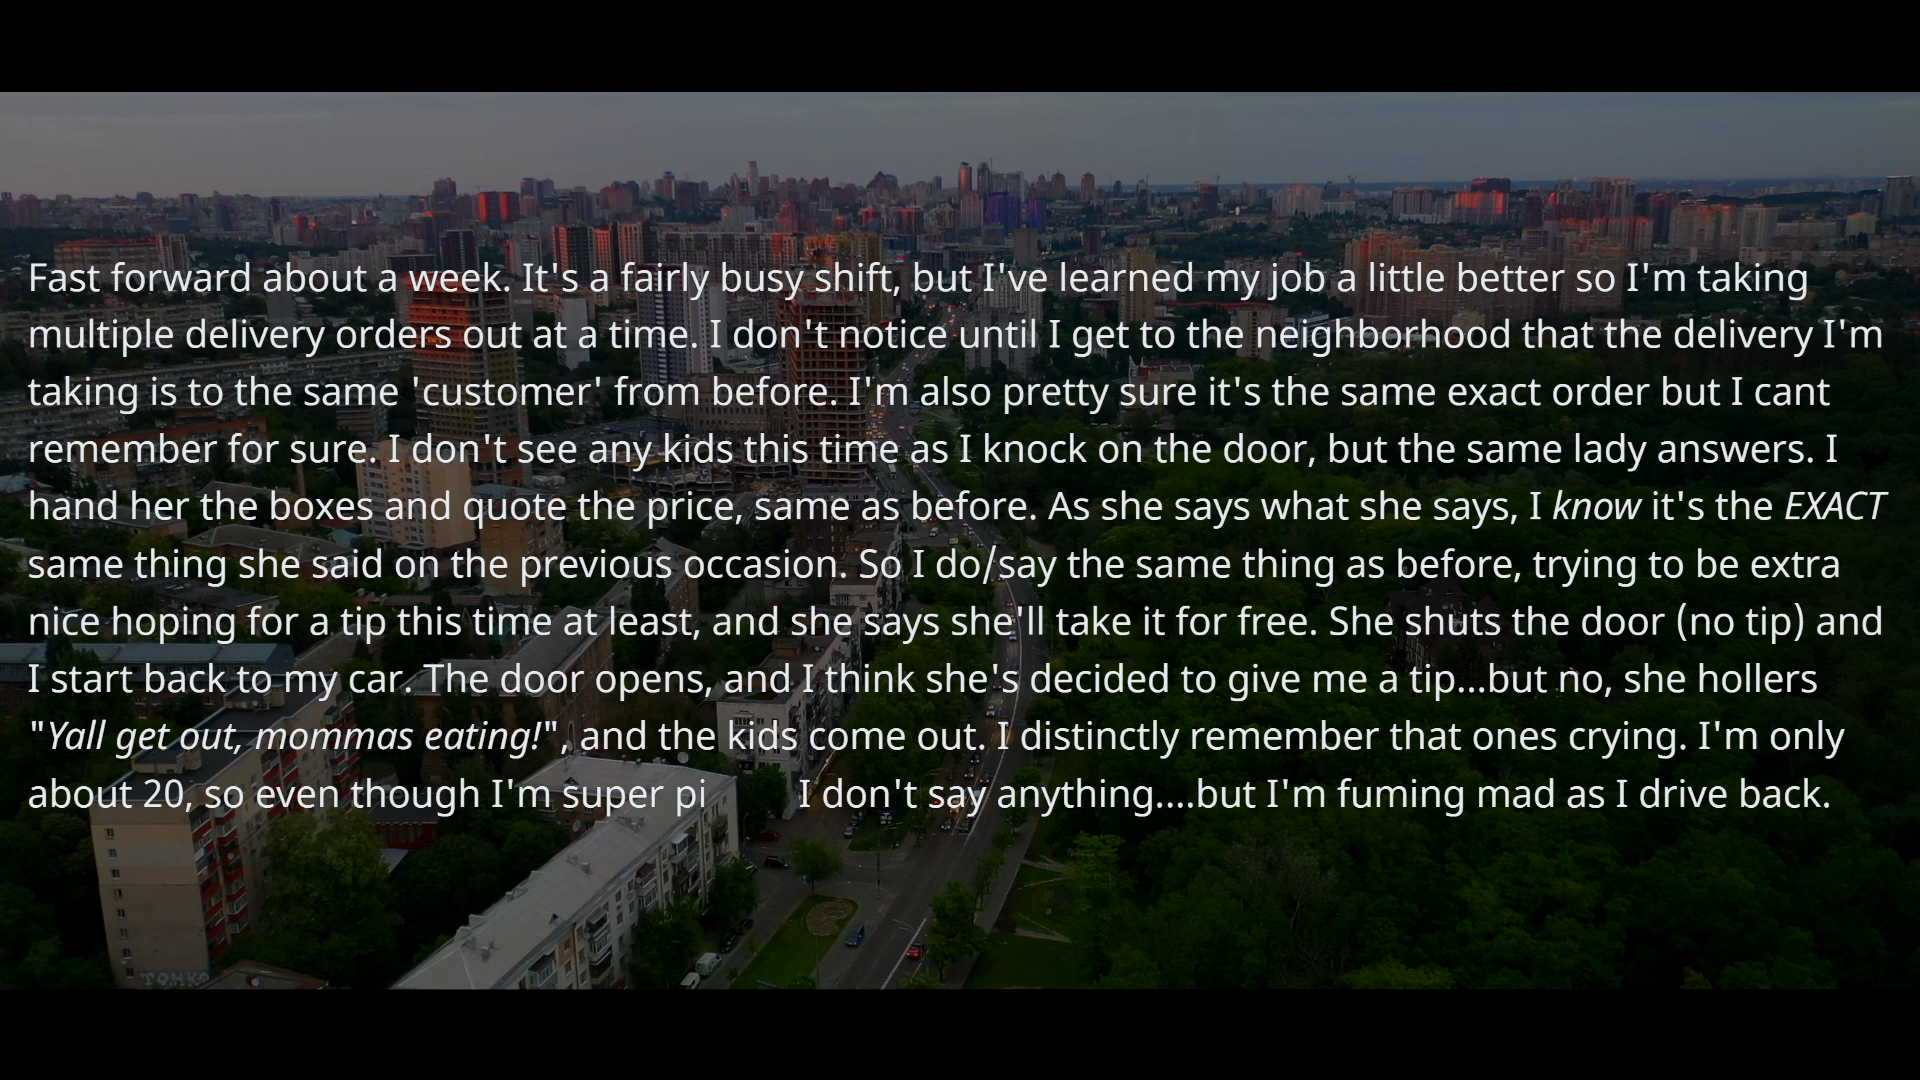 Fast forward about a week. It's a fairly busy shift, but I've learned my job a little better so I'm taking
multiple delivery orders out at a time. I don't notice until I get to the neighborhood that the delivery I'm
taking is to the same 'customer' from before. I'm also pretty sure it's the same exact order but I cant
remember for sure. I don't see any kids this time as I knock on the door, but the same lady answers. I
hand her the boxes and quote the price, same as before. As she says what she says, I know it's the EXACT
same thing she said on the previous occasion. So I do/say the same thing as before, trying to be extra
nice hoping for a tip this time at least, and she says she'll take it for free. She shuts the door (no tip) and
I start back to my car. The door opens, and I think she's decided to give me a tip...but no, she hollers
"Yall get out, mommas eating!", and the kids come out. I distinctly remember that ones crying. I'm only
about 20, so even though I'm super pi I don't say anything....but I'm fuming mad as I drive back.